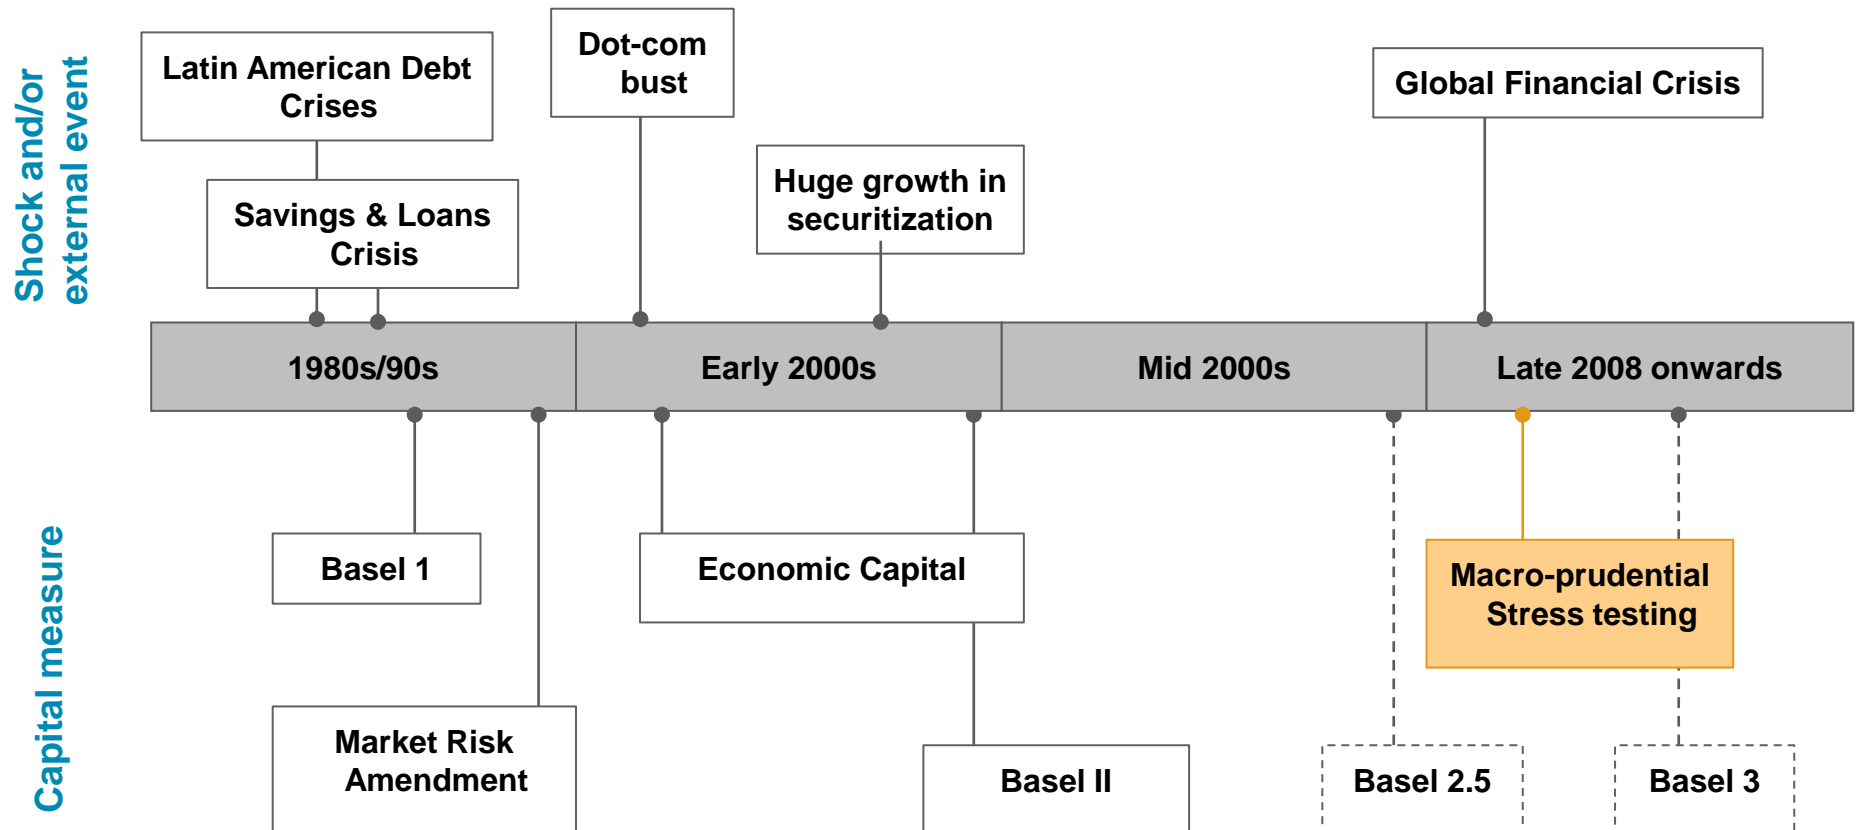 Shock and/or
external event
Latin American Debt
Crises
Savings & Loans
Crisis
Dot-com
bust
Huge growth in
securitization
Global Financial Crisis
1980s/90s
Early 2000s
Mid 2000s
Late 2008 onwards
Capital measure
Basel 1
Market Risk
Amendment
Economic Capital
Basel II
Basel 2.5
Macro-prudential
Stress testing
Basel 3